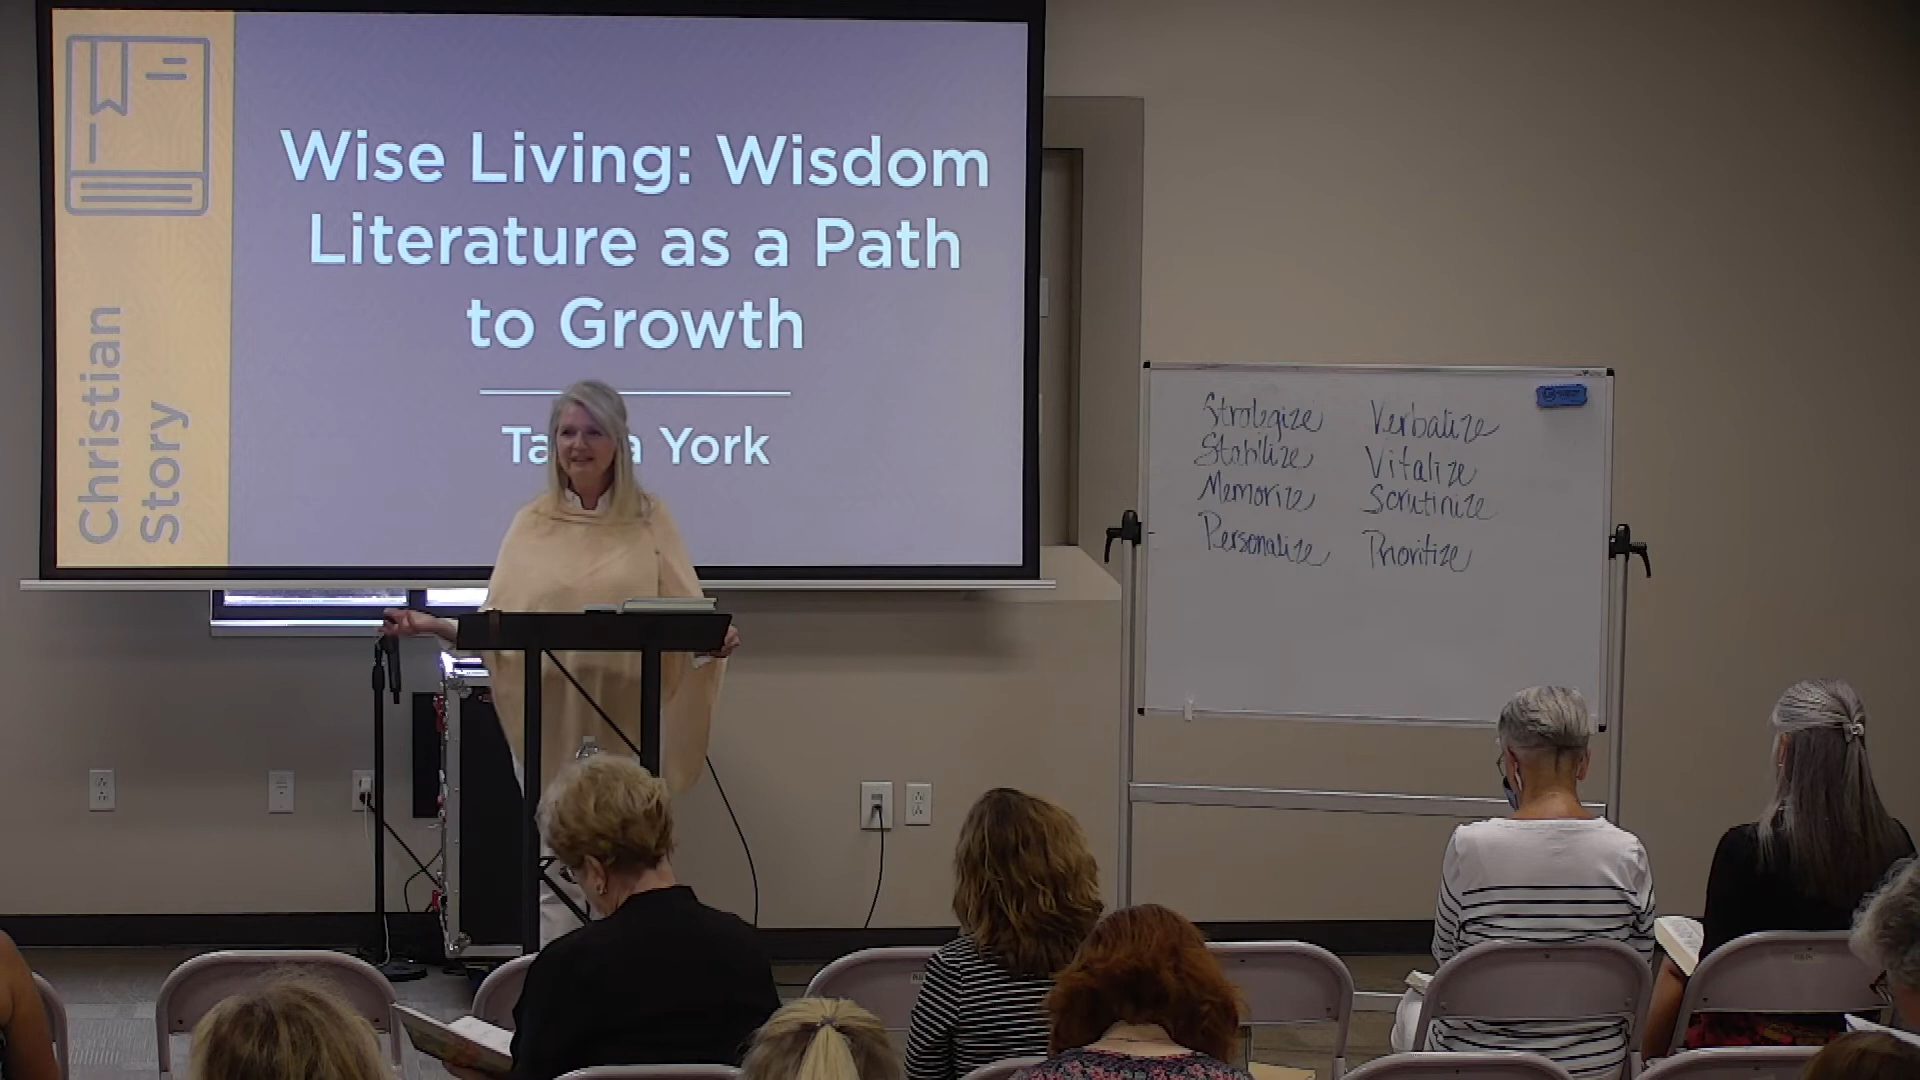 Christian
Story
Wise Living: Wisdom
Literature as a Path
to Growth
York
Strategize Verbalize
Stabilize Vitalize
Memorize Scrutinize
Personalize Prioritize